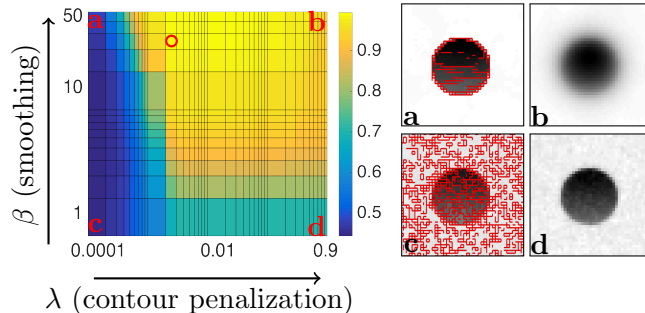 50
10
1
β (smoothing)
a
b
c
d
0.0001
0.01
0.9
λ (contour penalization)
0.9
0.8
0.7
0.6
0.5
a
b
c
d